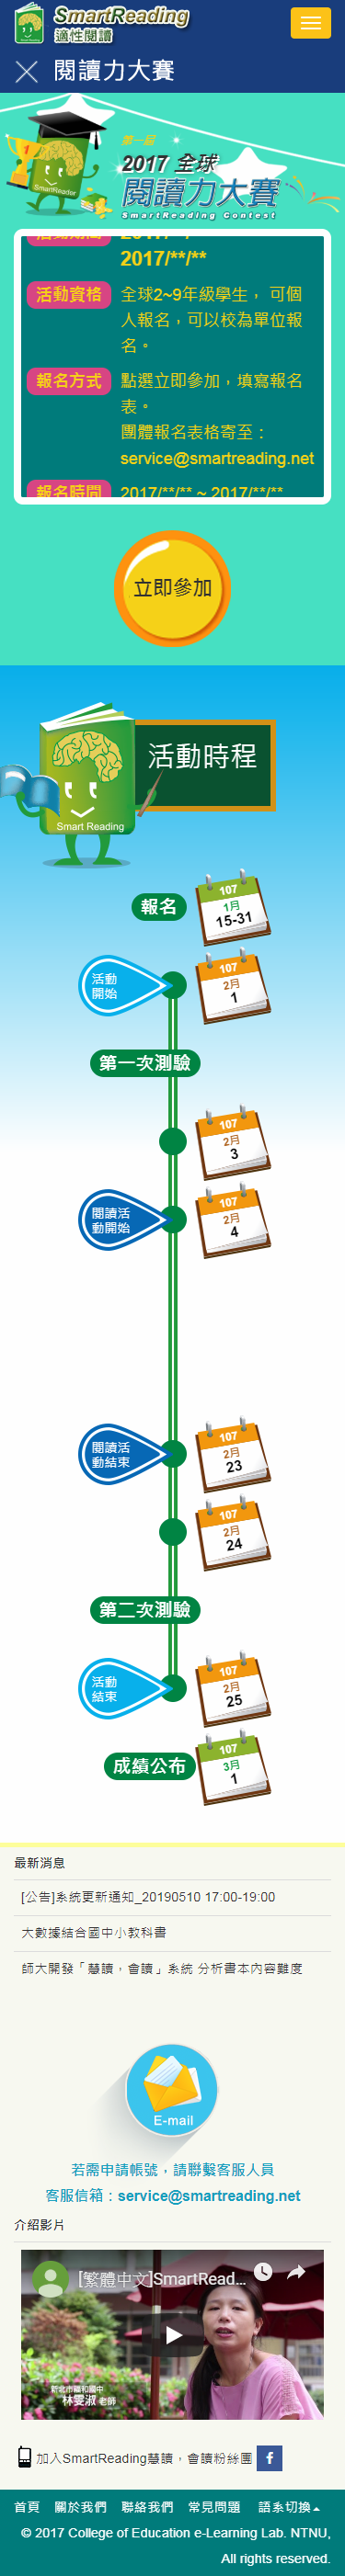 SmartReading
適性閱讀
閱讀力大賽
第一屆
2017 全球
閱讀力大賽
SmartReading Contest
SmartReader
1
2017/**/**
活動資格
全球2~9年級學生， 可個
人報名，可以校為單位報
名。
報名方式
點選立即參加，填寫報名
表。
團體報名表格寄至：
service@smartreading.net
報名時間
2017/**/** ~ 2017/**/**
立即參加
活動時程
Smart Reading
報名
107
1月
15-31
活動
開始
107
2月
1
第一次測驗
107
2月
3
閱讀活
動開始
107
2月
4
閱讀活
動結束
107
2月
23
107
2月
24
第二次測驗
活動
結束
107
2月
25
成績公布
107
3月
1
最新消息
[公告]系統更新通知_20190510 17:00-19:00
大數據結合國中小教科書
師大開發「慧讀，會讀」系統 分析書本內容難度
E-mail
若需申請帳號，請聯繫客服人員
客服信箱：service@smartreading.net
介紹影片
[繁體中文]SmartRead...
新北市福和國中
林雯淑 老師
加入SmartReading慧讀，會讀粉絲團
首頁 關於我們 聯絡我們 常見問題 語系切換
© 2017 College of Education e-Learning Lab. NTNU,
All rights reserved.